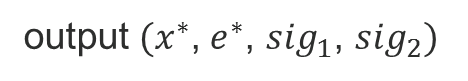 output (x*, e*, sig₁, sig₂)